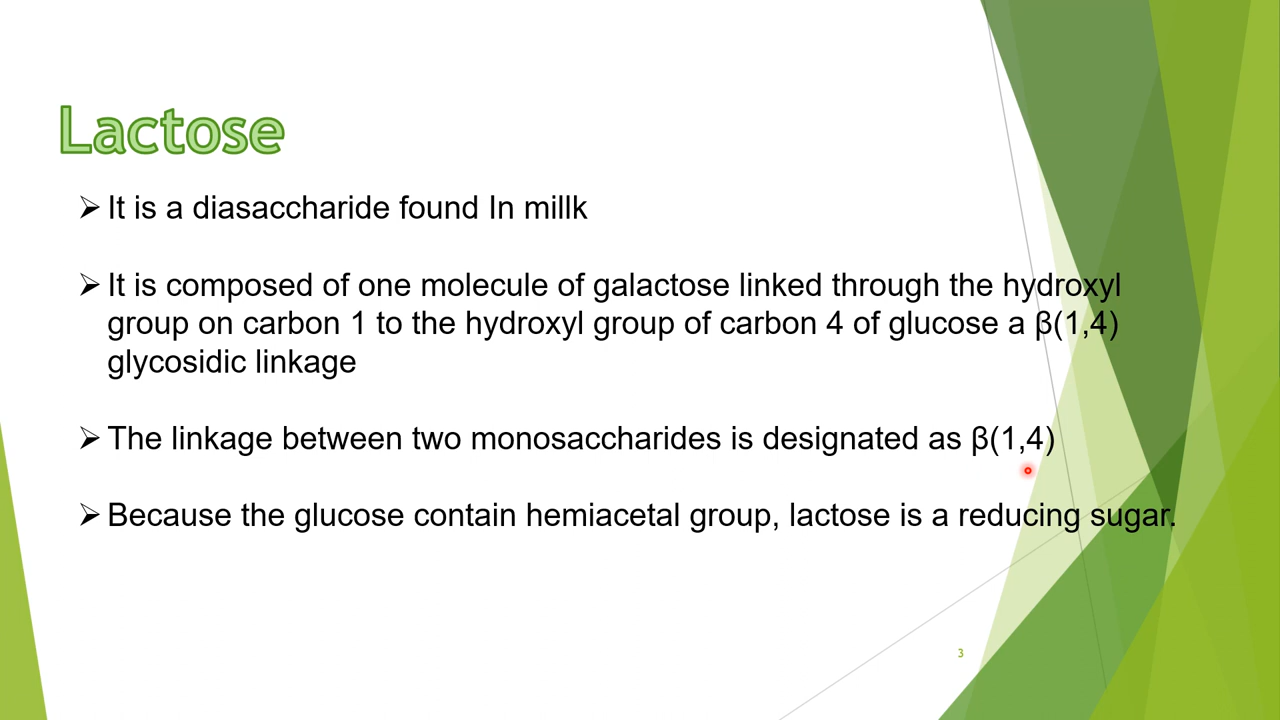 Lactose
➢ It is a diasaccharide found In millk
➢ It is composed of one molecule of galactose linked through the hydroxyl
group on carbon 1 to the hydroxyl group of carbon 4 of glucose a β(1,4)
glycosidic linkage
➢ The linkage between two monosaccharides is designated as β(1,4)
➢ Because the glucose contain hemiacetal group, lactose is a reducing sugar.
3